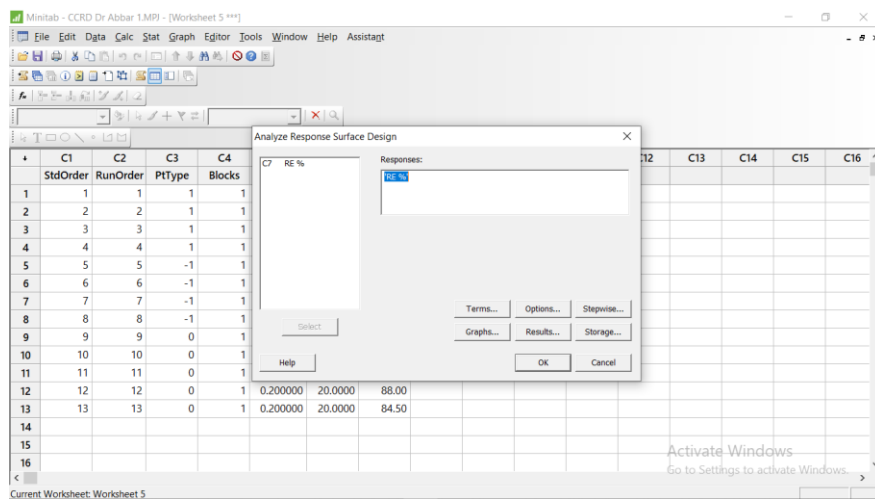 Minitab - CCRD Dr Abbar 1.MPJ - [Worksheet 5 ***]
File Edit Data Calc Stat Graph Editor Tools Window Help Assistant
Analyze Response Surface Design
C7 RE %
Responses:
'RE %'
Select
Terms... Options... Stepwise...
Graphs... Results... Storage...
Help OK Cancel
C1 C2 C3 C4 C12 C13 C14 C15 C16
StdOrder RunOrder PtType Blocks
1 1 1 1 1
2 2 2 1 1
3 3 3 1 1
4 4 4 1 1
5 5 5 -1 1
6 6 6 -1 1
7 7 7 -1 1
8 8 8 -1 1
9 9 9 0 1
10 10 10 0 1
11 11 11 0 1
12 12 12 0 1 0.200000 20.0000 88.00
13 13 13 0 1 0.200000 20.0000 84.50
14
15
16
Activate Windows
Go to Settings to activate Windows.
Current Worksheet: Worksheet 5